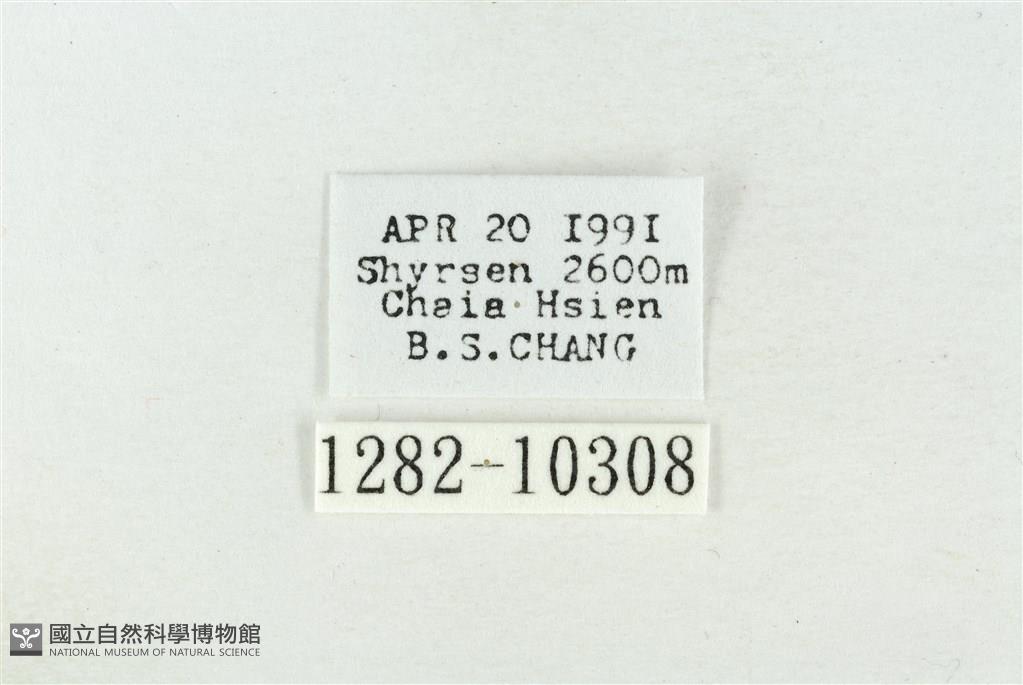 APR 20 1991
Shyrsen 2600m
Chaia Hsien
B.S.CHANG
1282-10308
國立自然科學博物館
NATIONAL MUSEUM OF NATURAL SCIENCE